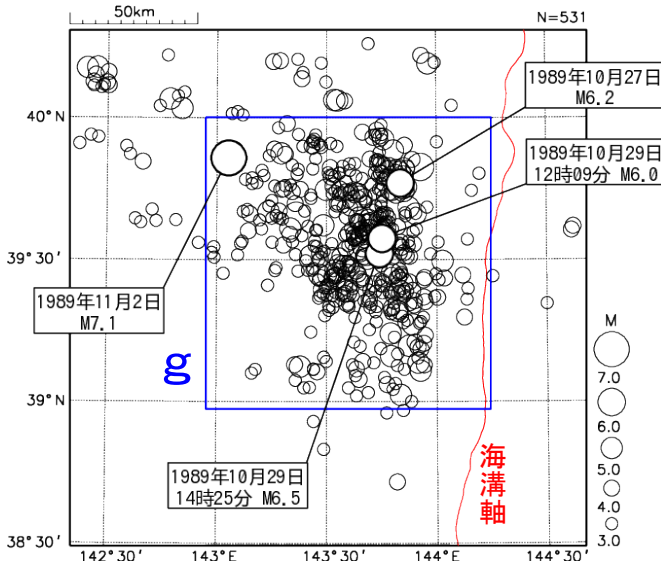 50km
N=531
1989年10月27日
M6.2
40°N
1989年10月29日
12時09分 M6.0
39°30′
1989年11月2日
M7.1
g
M
7.0
39°N
6.0
海溝軸
5.0
1989年10月29日
14時25分 M6.5
4.0
3.0
38°30′
142°30′
143°E
143°30′
144°E
144°30′